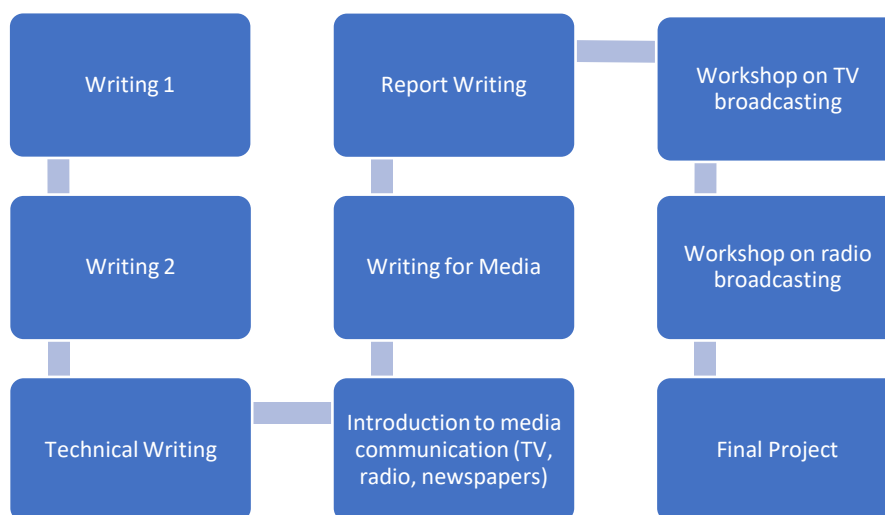 Writing 1
Writing 2
Technical Writing
Introduction to media
communication (TV,
radio, newspapers)
Writing for Media
Report Writing
Workshop on TV
broadcasting
Workshop on radio
broadcasting
Final Project